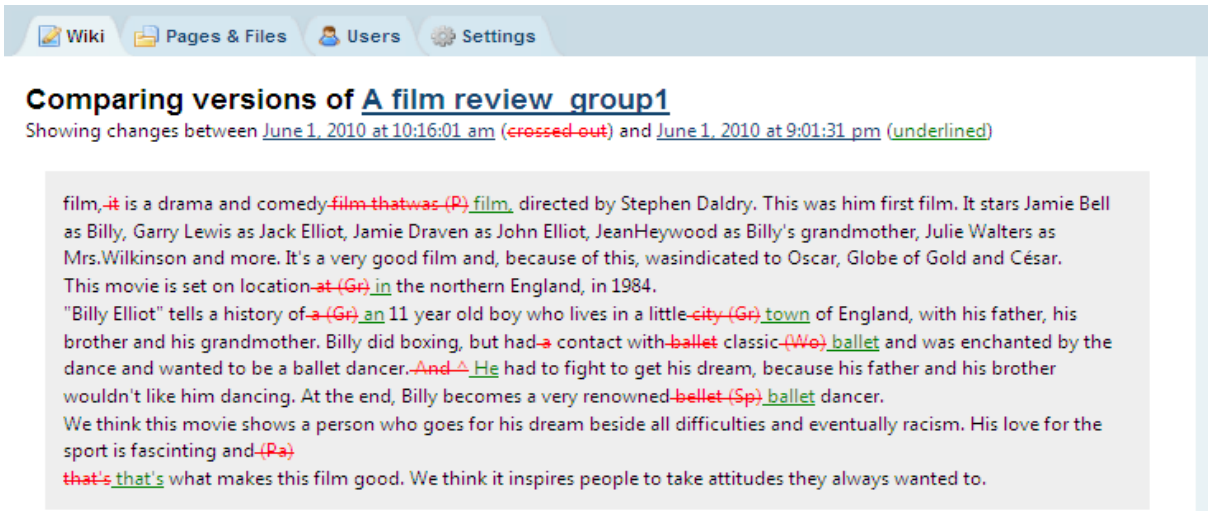 Wiki Pages & Files Users Settings
Comparing versions of A film review_group1
Showing changes between June 1, 2010 at 10:16:01 am (crossed out) and June 1, 2010 at 9:01:31 pm (underlined)
film, it is a drama and comedy film thatwas (P) film, directed by Stephen Daldry. This was him first film. It stars Jamie Bell
as Billy, Garry Lewis as Jack Elliot, Jamie Draven as John Elliot, JeanHeywood as Billy's grandmother, Julie Walters as
Mrs.Wilkinson and more. It's a very good film and, because of this, wasindicated to Oscar, Globe of Gold and César.
This movie is set on location at (Gr) in the northern England, in 1984.
"Billy Elliot" tells a history of a (Gr) an 11 year old boy who lives in a little city (Gr) town of England, with his father, his
brother and his grandmother. Billy did boxing, but had a contact with ballet classic (Wo) ballet and was enchanted by the
dance and wanted to be a ballet dancer. And ^ He had to fight to get his dream, because his father and his brother
wouldn't like him dancing. At the end, Billy becomes a very renowned bellet (Sp) ballet dancer.
We think this movie shows a person who goes for his dream beside all difficulties and eventually racism. His love for the
sport is fascinting and (Pa)
that's that's what makes this film good. We think it inspires people to take attitudes they always wanted to.